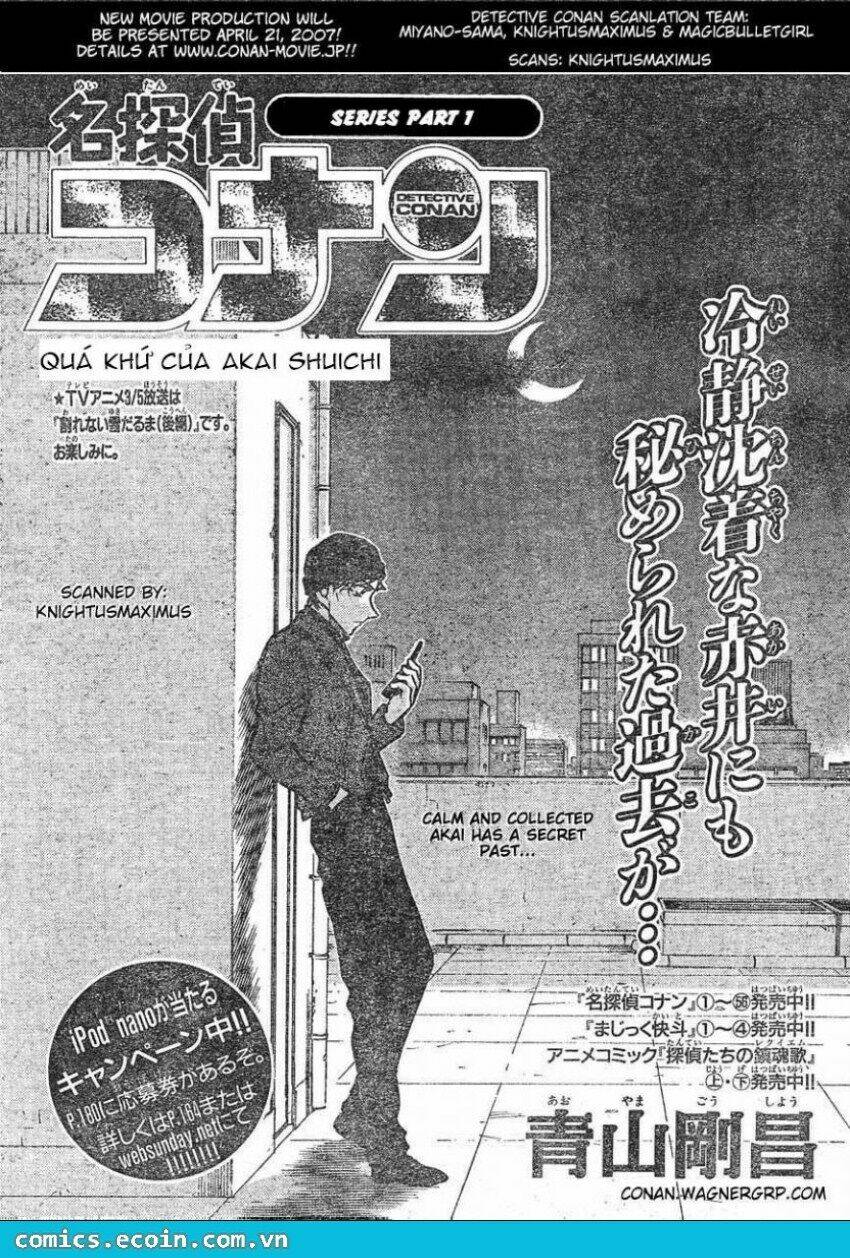 NEW MOVIE PRODUCTION WILL
BE PRESENTED APRIL 21, 2007!
DETAILS AT WWW.CONAN-MOVIE.JP!!
DETECTIVE CONAN SCANLATION TEAM:
MIYANO-SAMA, KNIGHTUSMAXIMUS & MAGICBULLETGIRL
SCANS: KNIGHTUSMAXIMUS
名探偵
SERIES PART 1
コナン
DETECTIVE
CONAN
QUÁ KHỨ CỦA AKAI SHUICHI
★TVアニメ3/5放送は
『割れない雪だるま(後編)』です。
お楽しみに。
冷静沈着な赤井にも
秘められた過去が…
SCANNED BY:
KNIGHTUSMAXIMUS
CALM AND COLLECTED
AKAI HAS A SECRET
PAST...
iPod nanoが当たる
キャンペーン中!!
P.180に応募券があるぞ。
詳しくはP.164または
websunday.netにて
!!!!!!!!
『名探偵コナン』①〜㊽発売中!!
『まじっく快斗』①〜④発売中!!
アニメコミック『探偵たちの鎮魂歌』
上・下発売中!!
青山剛昌
CONAN.WAGNERGRP.COM
comics.ecoin.com.vn